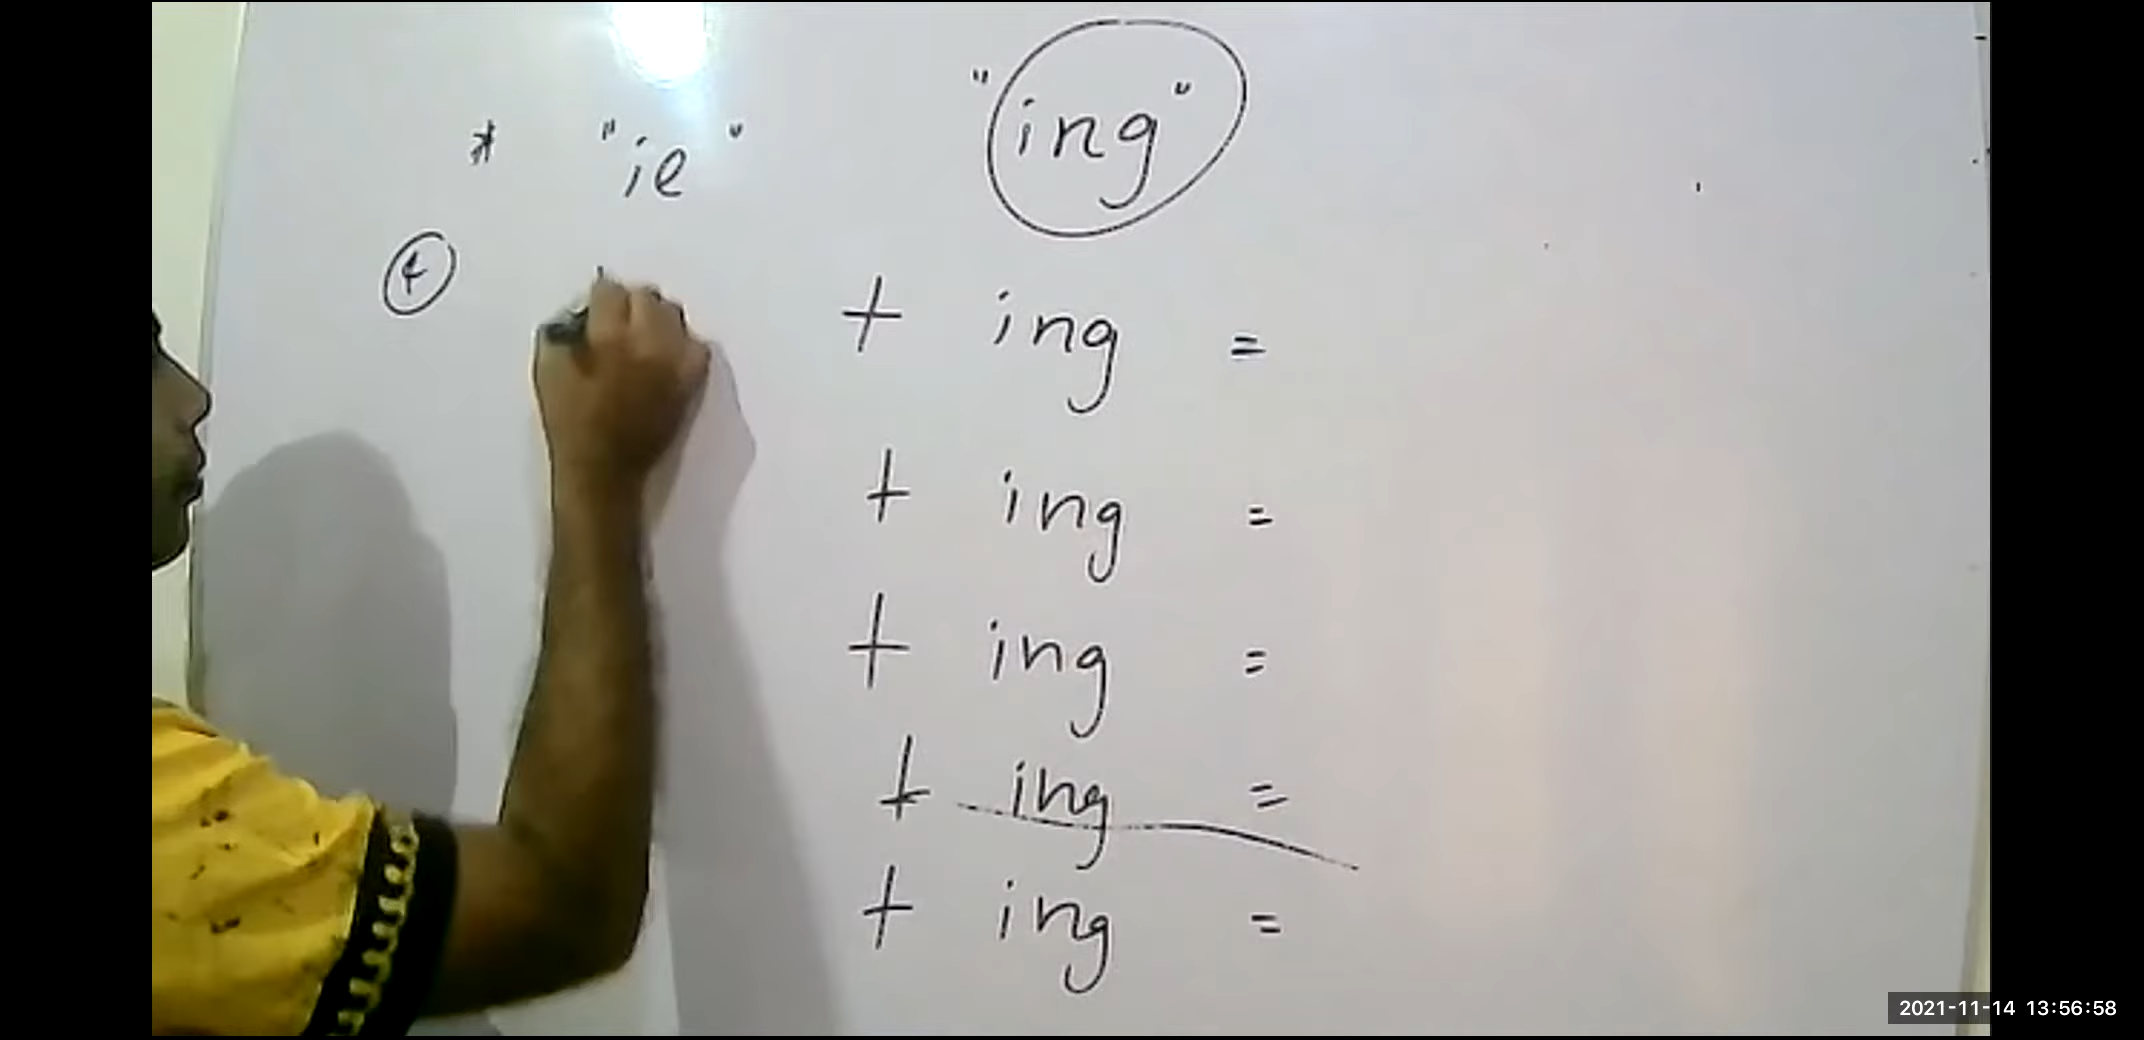 "ing"
* "ie"
④
+ ing =
+ ing =
+ ing =
+ ing =
+ ing =
2021-11-14 13:56:58